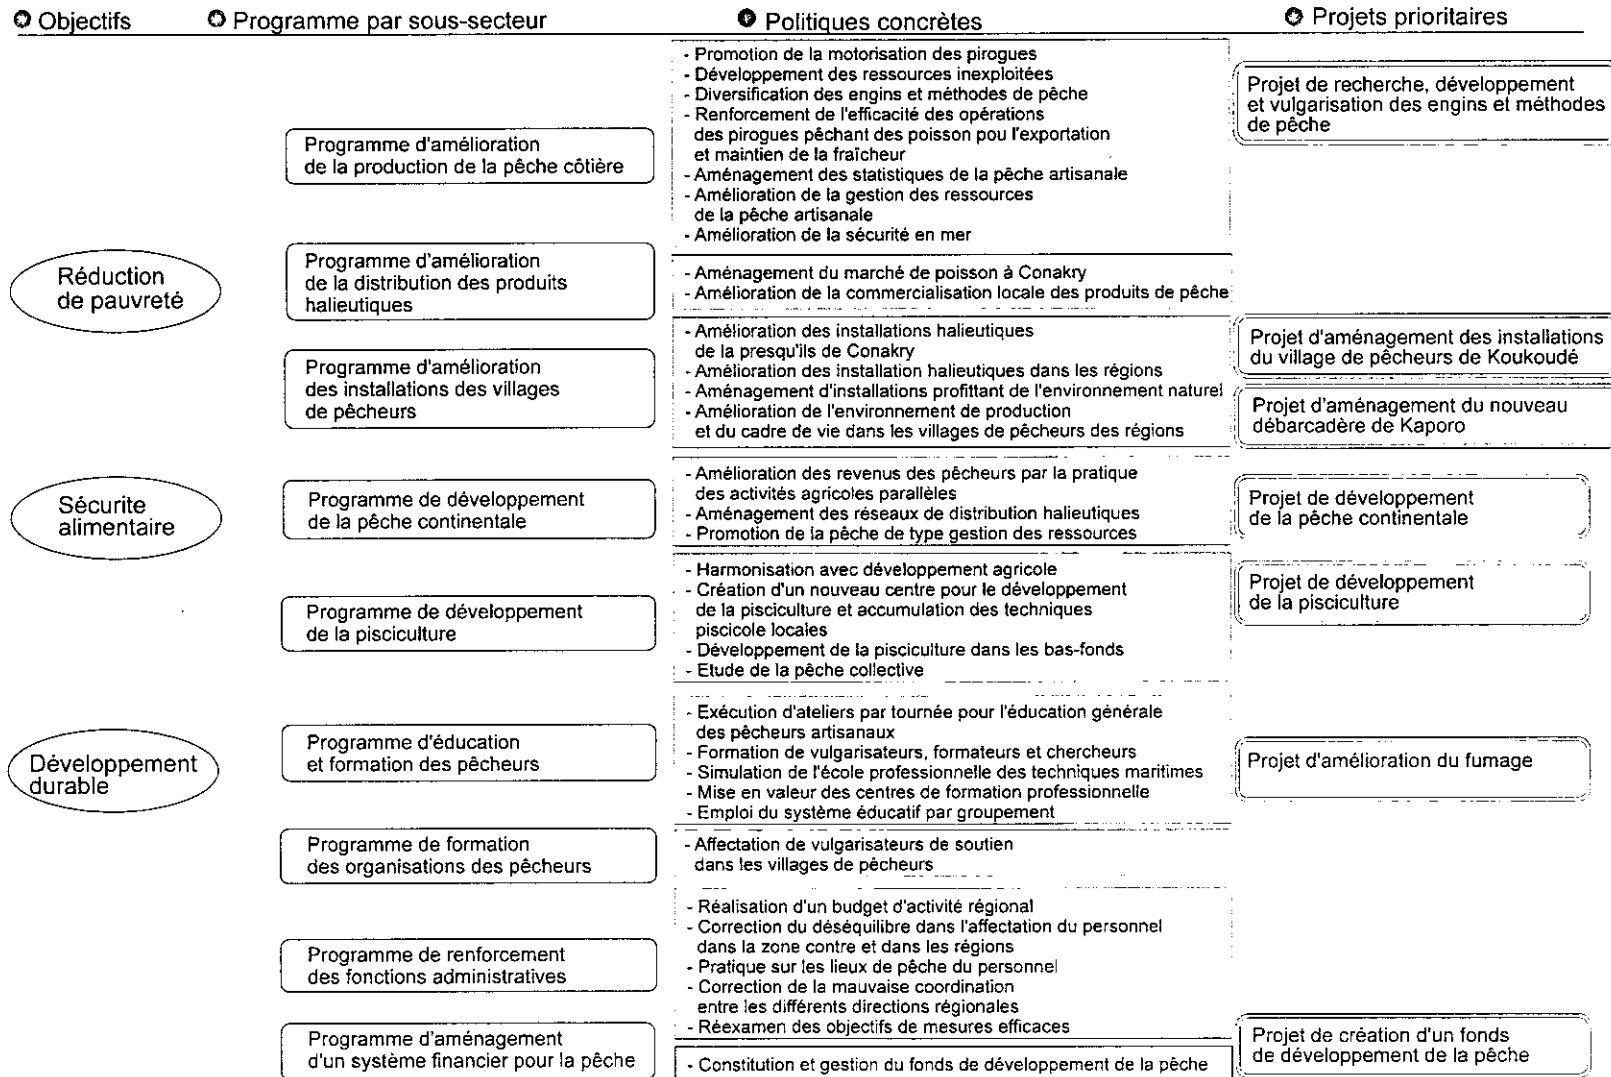 Objectifs
Programme par sous-secteur
Politiques concrètes
Projets prioritaires
Réduction
de pauvreté
Sécurite
alimentaire
Développement
durable
Programme d'amélioration
de la production de la pêche côtière
Programme d'amélioration
de la distribution des produits
halieutiques
Programme d'amélioration
des installations des villages
de pêcheurs
Programme de développement
de la pêche continentale
Programme de développement
de la pisciculture
Programme d'éducation
et formation des pêcheurs
Programme de formation
des organisations des pêcheurs
Programme de renforcement
des fonctions administratives
Programme d'aménagement
d'un système financier pour la pêche
- Promotion de la motorisation des pirogues
- Développement des ressources inexploitées
- Diversification des engins et méthodes de pêche
- Renforcement de l'efficacité des opérations
des pirogues pêchant des poisson pou l'exportation
et maintien de la fraîcheur
- Aménagement des statistiques de la pêche artisanale
- Amélioration de la gestion des ressources
de la pêche artisanale
- Amélioration de la sécurité en mer
- Aménagement du marché de poisson à Conakry
- Amélioration de la commercialisation locale des produits de pêche
- Amélioration des installations halieutiques
de la presqu'ils de Conakry
- Amélioration des installation halieutiques dans les régions
- Aménagement d'installations profittant de l'environnement naturel
- Amélioration de l'environnement de production
et du cadre de vie dans les villages de pêcheurs des régions
- Amélioration des revenus des pêcheurs par la pratique
des activités agricoles parallèles
- Aménagement des réseaux de distribution halieutiques
- Promotion de la pêche de type gestion des ressources
- Harmonisation avec développement agricole
- Création d'un nouveau centre pour le développement
de la pisciculture et accumulation des techniques
piscicole locales
- Développement de la pisciculture dans les bas-fonds
- Etude de la pêche collective
- Exécution d'ateliers par tournée pour l'éducation générale
des pêcheurs artisanaux
- Formation de vulgarisateurs, formateurs et chercheurs
- Simulation de l'école professionnelle des techniques maritimes
- Mise en valeur des centres de formation professionnelle
- Emploi du système éducatif par groupement
- Affectation de vulgarisateurs de soutien
dans les villages de pêcheurs
- Réalisation d'un budget d'activité régional
- Correction du déséquilibre dans l'affectation du personnel
dans la zone contre et dans les régions
- Pratique sur les lieux de pêche du personnel
- Correction de la mauvaise coordination
entre les différents directions régionales
- Réexamen des objectifs de mesures efficaces
- Constitution et gestion du fonds de développement de la pêche
Projet de recherche, développement
et vulgarisation des engins et méthodes
de pêche
Projet d'aménagement des installations
du village de pêcheurs de Koukoudé
Projet d'aménagement du nouveau
débarcadère de Kaporo
Projet de développement
de la pêche continentale
Projet de développement
de la pisciculture
Projet d'amélioration du fumage
Projet de création d'un fonds
de développement de la pêche